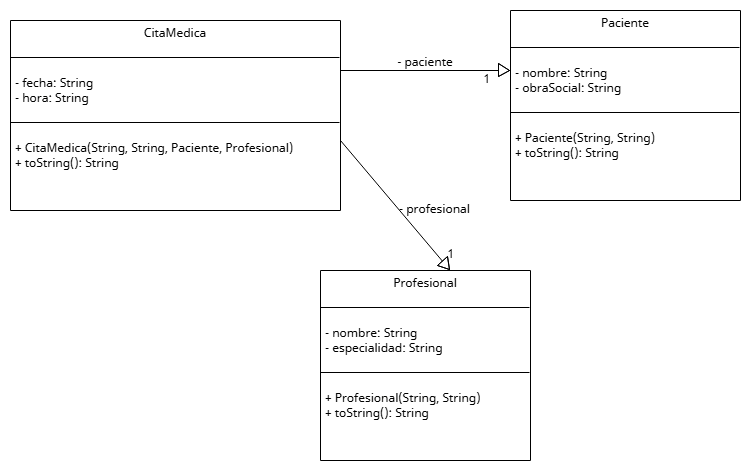 CitaMedica
- fecha: String
- hora: String
+ CitaMedica(String, String, Paciente, Profesional)
+ toString(): String
- paciente
1
Paciente
- nombre: String
- obraSocial: String
+ Paciente(String, String)
+ toString(): String
- profesional
1
Profesional
- nombre: String
- especialidad: String
+ Profesional(String, String)
+ toString(): String